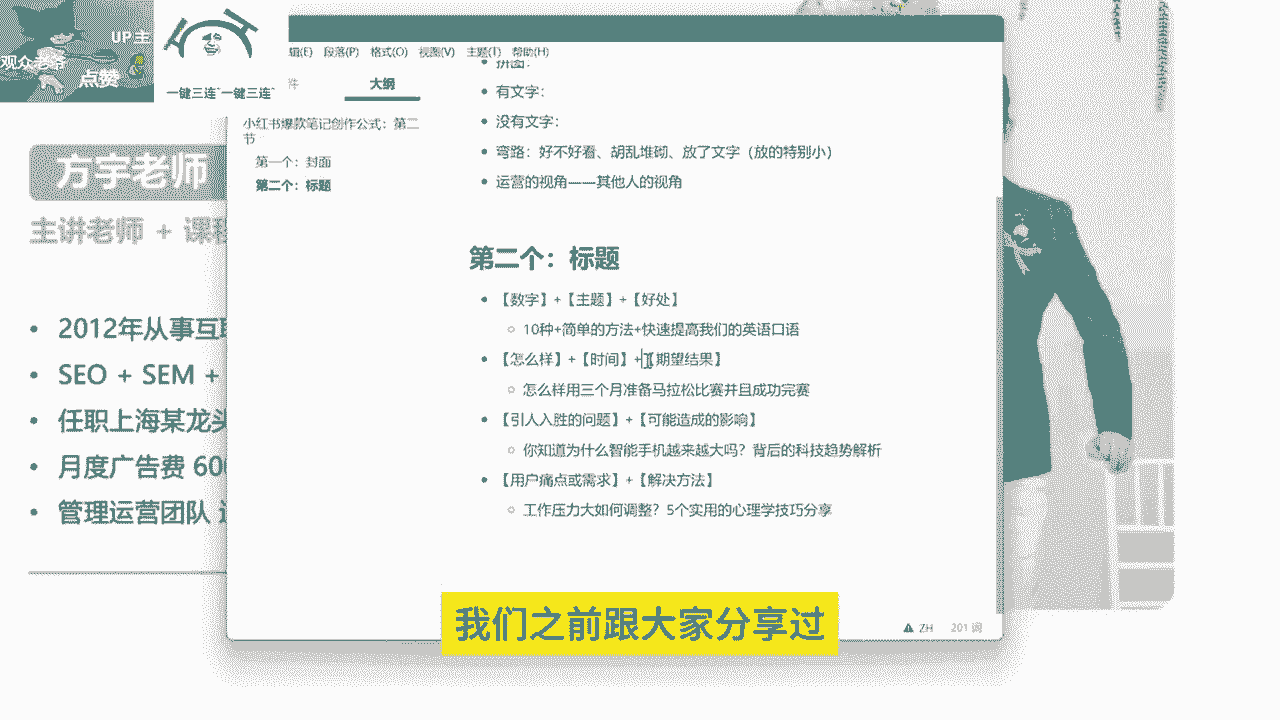 UP主
观众老爷
点赞
一键三连 一键三连
辑(E) 段落(P) 格式(O) 视图(V) 主题(T) 帮助(H)
件
大纲
小红书爆款笔记创作公式：第二
节
第一个：封面
第二个：标题
拼图：
有文字：
没有文字：
弯路：好不好看、胡乱堆砌、放了文字（放的特别小）
运营的视角——其他人的视角
第二个：标题
【数字】+【主题】+【好处】
10种+简单的方法+快速提高我们的英语口语
【怎么样】+【时间】+【期望结果】
怎么样用三个月准备马拉松比赛并且成功完赛
【引人入胜的问题】+【可能造成的影响】
你知道为什么智能手机越来越大吗？背后的科技趋势解析
【用户痛点或需求】+【解决方法】
工作压力大如何调整？5个实用的心理学技巧分享
ZH 201 词
方宇老师
主讲老师 + 课程
2012年从事互联
SEO + SEM +
任职上海某龙头
月度广告费 600
管理运营团队
我们之前跟大家分享过